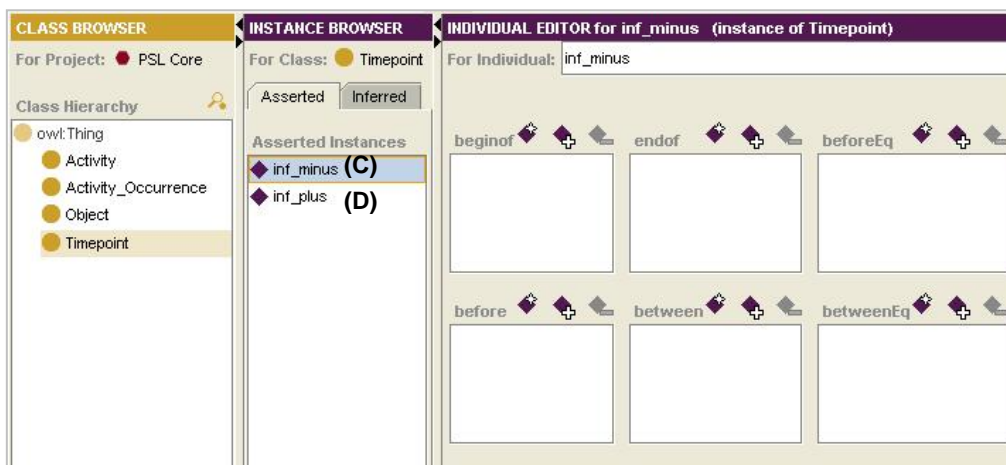 CLASS BROWSER
For Project: PSL Core
Class Hierarchy
owl:Thing
Activity
Activity_Occurrence
Object
Timepoint
INSTANCE BROWSER
For Class: Timepoint
Asserted Inferred
Asserted Instances
inf_minus (C)
inf_plus (D)
INDIVIDUAL EDITOR for inf_minus (instance of Timepoint)
For Individual: inf_minus
beginof endof beforeEq
before between betweenEq